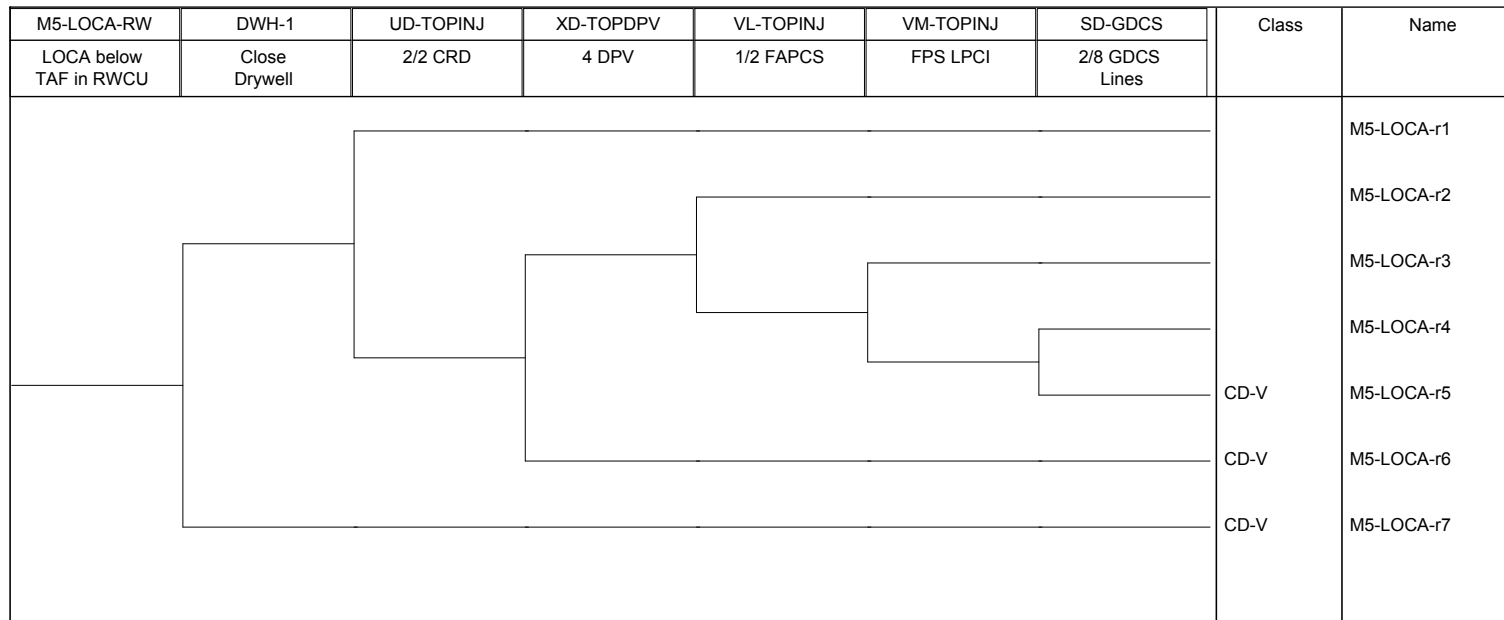 M5-LOCA-RW DWH-1 UD-TOPINJ XD-TOPDPV VL-TOPINJ VM-TOPINJ SD-GDCS Class Name
LOCA below Close 2/2 CRD 4 DPV 1/2 FAPCS FPS LPCI 2/8 GDCS
TAF in RWCU Drywell Lines
M5-LOCA-r1
M5-LOCA-r2
M5-LOCA-r3
M5-LOCA-r4
CD-V M5-LOCA-r5
CD-V M5-LOCA-r6
CD-V M5-LOCA-r7